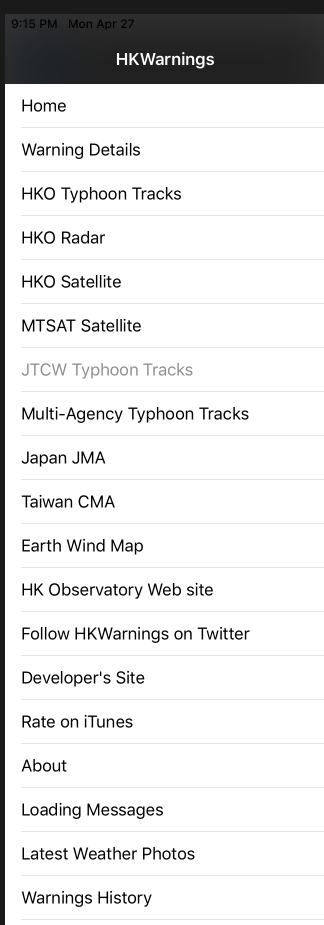 9:15 PM Mon Apr 27
HKWarnings
Home
Warning Details
HKO Typhoon Tracks
HKO Radar
HKO Satellite
MTSAT Satellite
JTCW Typhoon Tracks
Multi-Agency Typhoon Tracks
Japan JMA
Taiwan CMA
Earth Wind Map
HK Observatory Web site
Follow HKWarnings on Twitter
Developer's Site
Rate on iTunes
About
Loading Messages
Latest Weather Photos
Warnings History